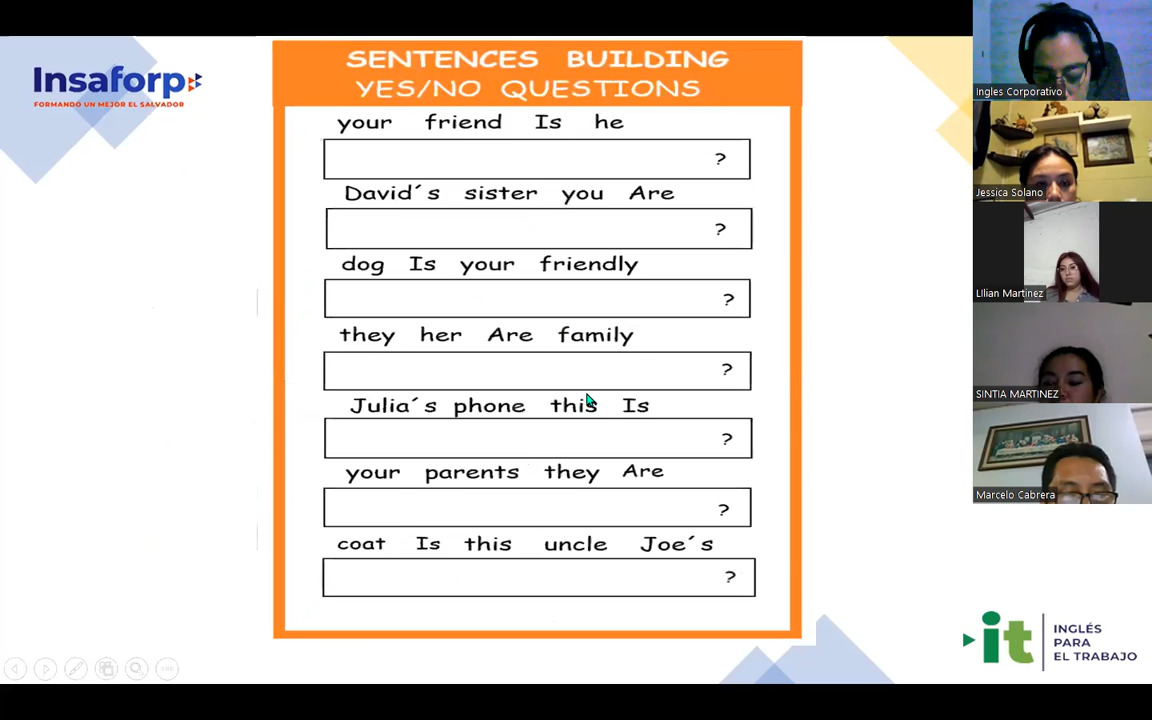 Insaforp
FORMANDO UN MEJOR EL SALVADOR
SENTENCES BUILDING
YES/NO QUESTIONS
your friend Is he
?
David´s sister you Are
?
dog Is your friendly
?
they her Are family
?
Julia´s phone this Is
?
your parents they Are
?
coat Is this uncle Joe´s
?
it
INGLÉS
PARA
EL TRABAJO
Ingles Corporativo
Jessica Solano
LIlian Martinez
SINTIA MARTINEZ
Marcelo Cabrera